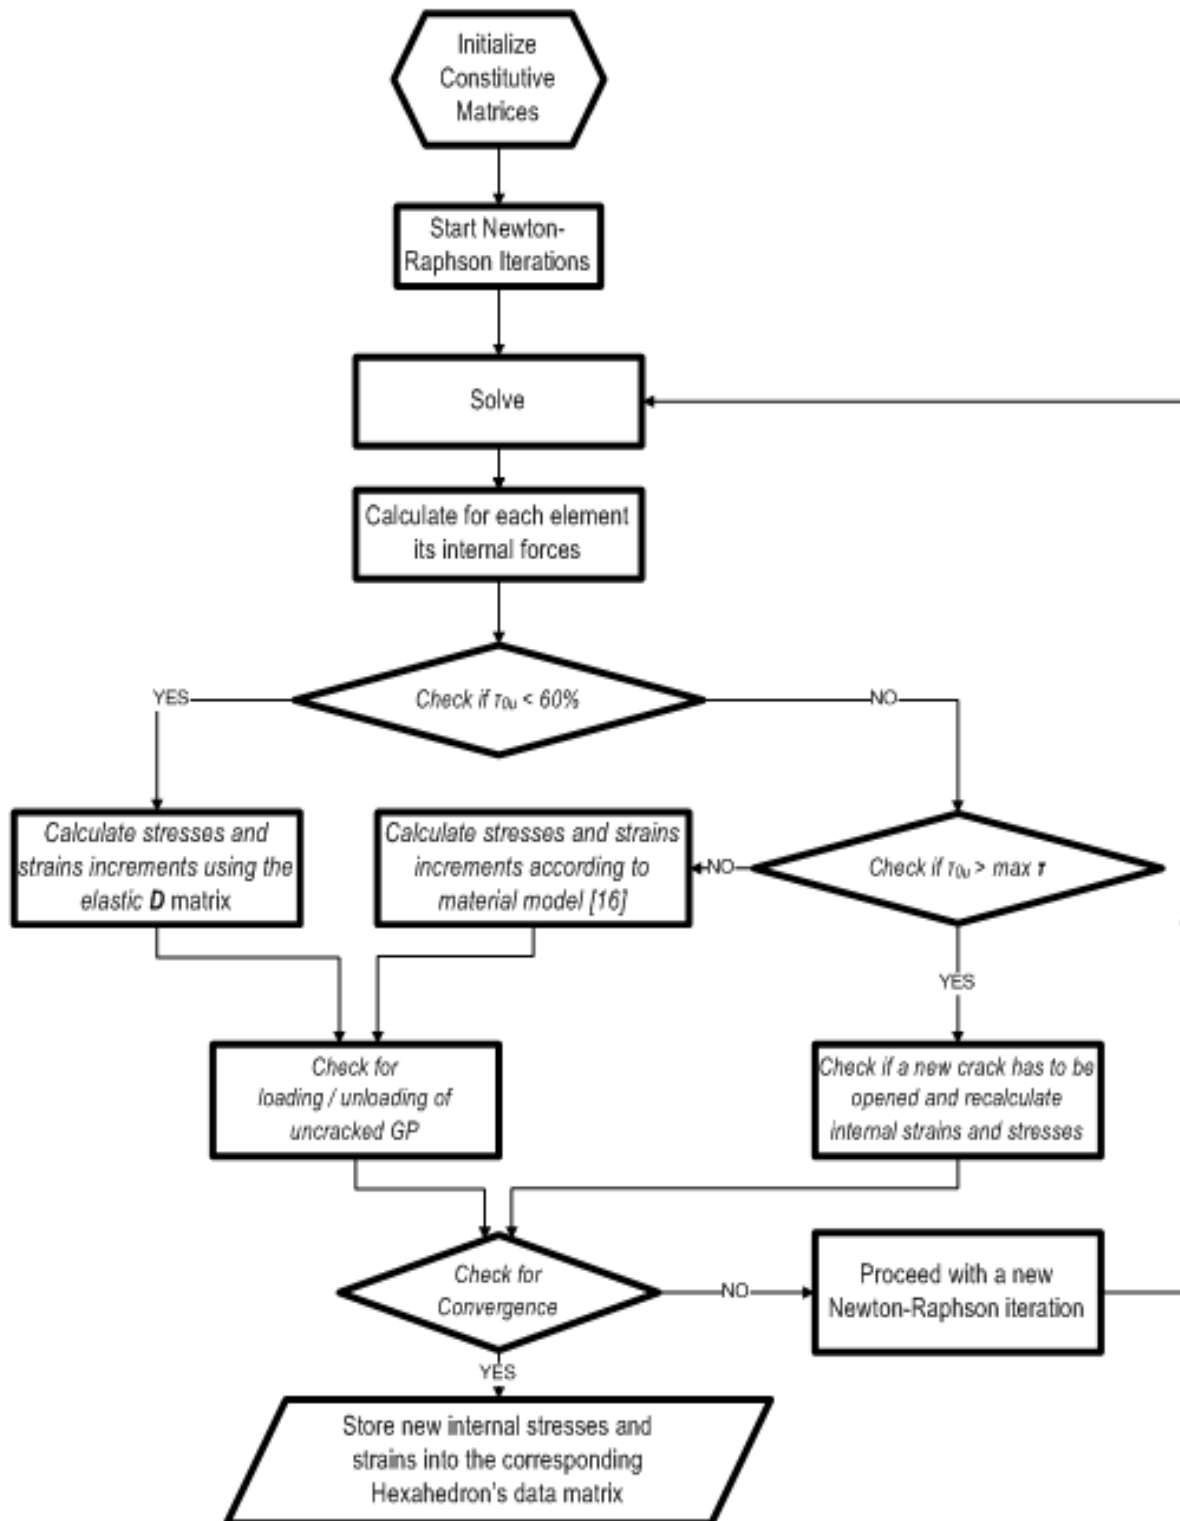 Initialize
Constitutive
Matrices
Start Newton-
Raphson Iterations
Solve
Calculate for each element
its internal forces
Check if τ₀ᵤ < 60%
YES
NO
Calculate stresses and
strains increments using the
elastic D matrix
Calculate stresses and strains
increments according to
material model [16]
NO
Check if τ₀ᵤ > max τ
YES
Check for
loading / unloading of
uncracked GP
Check if a new crack has to be
opened and recalculate
internal strains and stresses
Check for
Convergence
NO
Proceed with a new
Newton-Raphson iteration
YES
Store new internal stresses and
strains into the corresponding
Hexahedron's data matrix